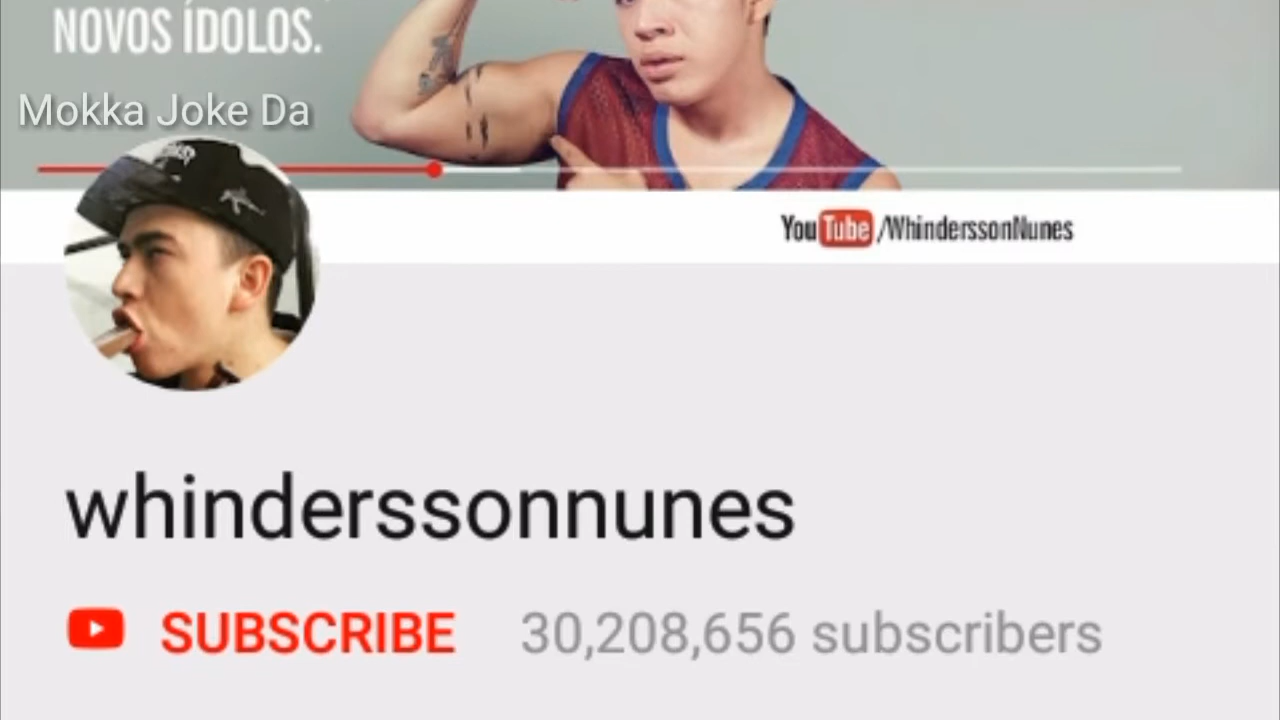 NOVOS ÍDOLOS.
Mokka Joke Da
YouTube /WhinderssonNunes
whinderssonnunes
SUBSCRIBE 30,208,656 subscribers